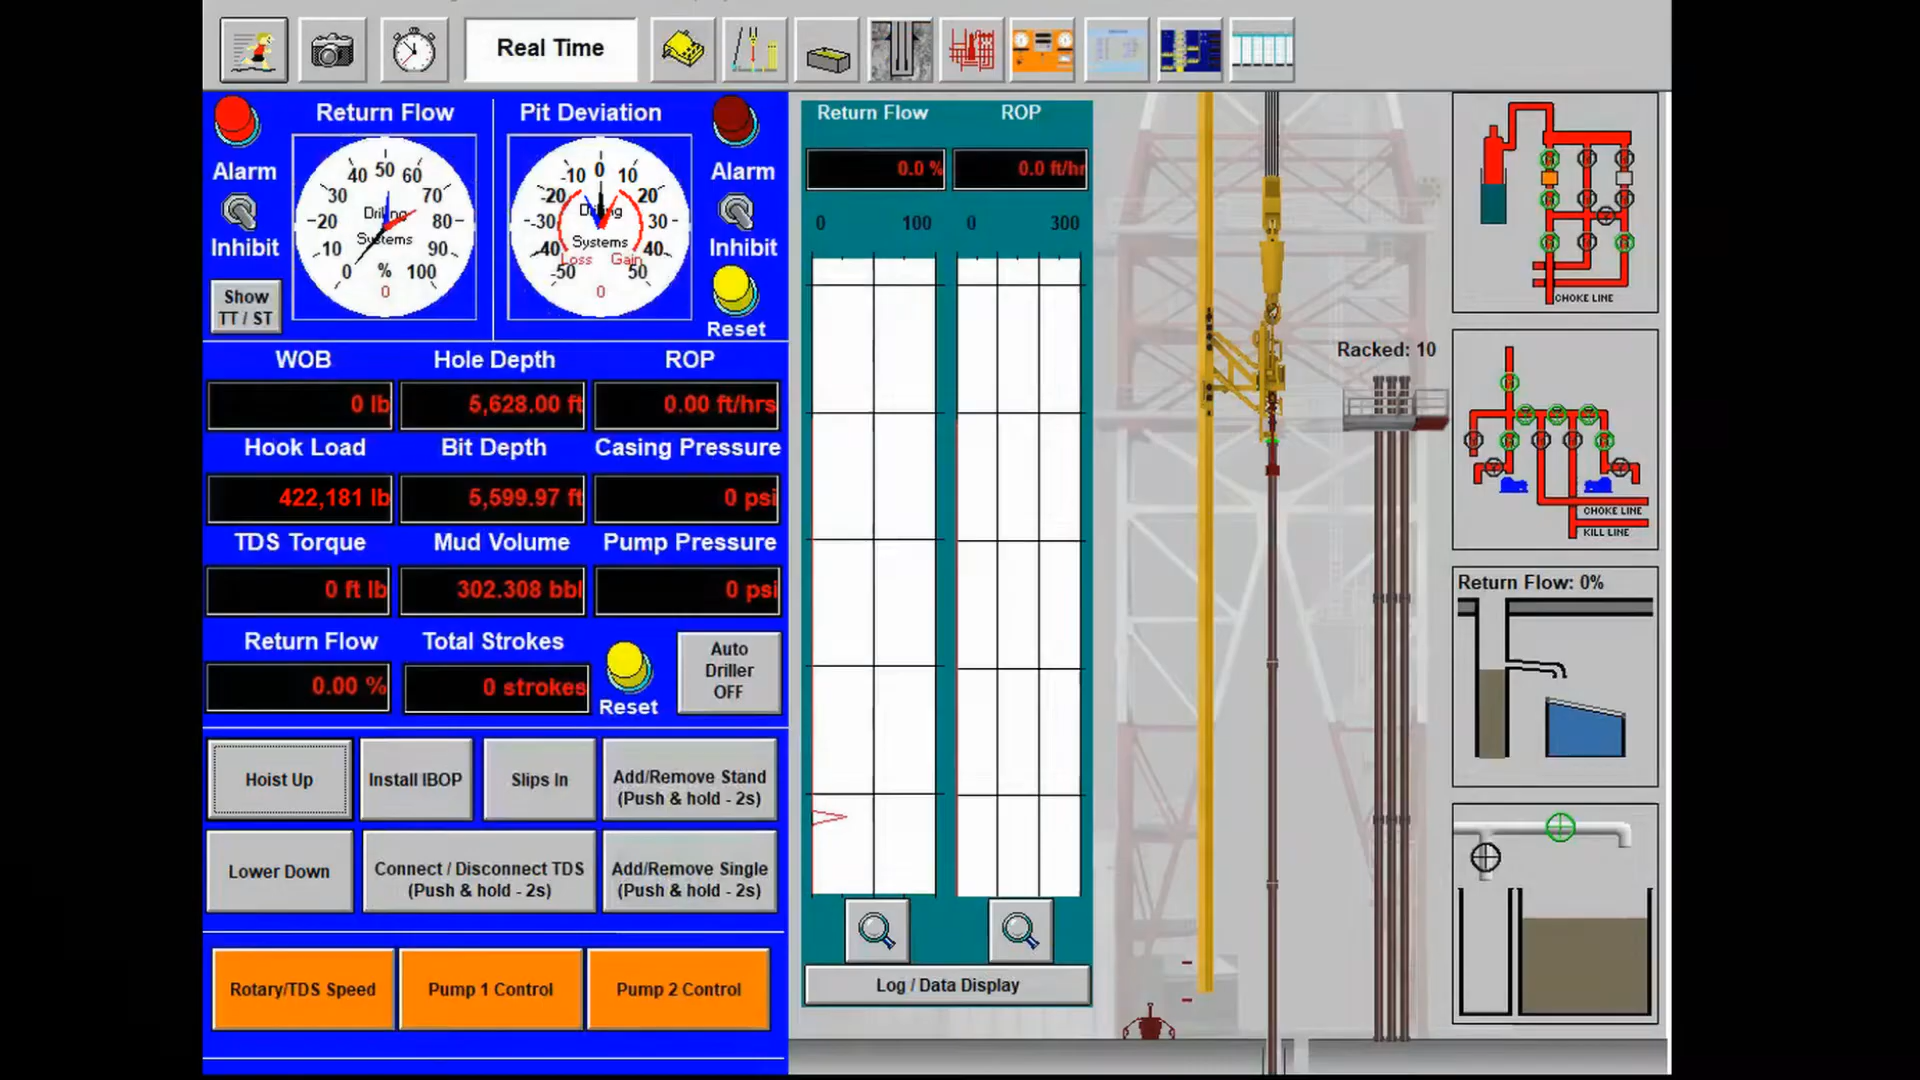 Real Time
Return Flow
Pit Deviation
Alarm
Inhibit
Show
TT / ST
0 10 20 30 40 50 60 70 80 90 100
Drilling
Systems
%
0
-50 -40 -30 -20 -10 0 10 20 30 40 50
Drilling
Systems
Loss Gain
0
Alarm
Inhibit
Reset
WOB Hole Depth ROP
0 lb 5,628.00 ft 0.00 ft/hrs
Hook Load Bit Depth Casing Pressure
422,181 lb 5,599.97 ft 0 psi
TDS Torque Mud Volume Pump Pressure
0 ft lb 302.308 bbl 0 psi
Return Flow Total Strokes
0.00 % 0 strokes
Reset
Auto
Driller
OFF
Hoist Up
Install IBOP
Slips In
Add/Remove Stand
(Push & hold - 2s)
Lower Down
Connect / Disconnect TDS
(Push & hold - 2s)
Add/Remove Single
(Push & hold - 2s)
Rotary/TDS Speed
Pump 1 Control
Pump 2 Control
Return Flow ROP
0.0 % 0.0 ft/hr
0 100 0 300
Log / Data Display
Racked: 10
CHOKE LINE
CHOKE LINE
KILL LINE
Return Flow: 0%